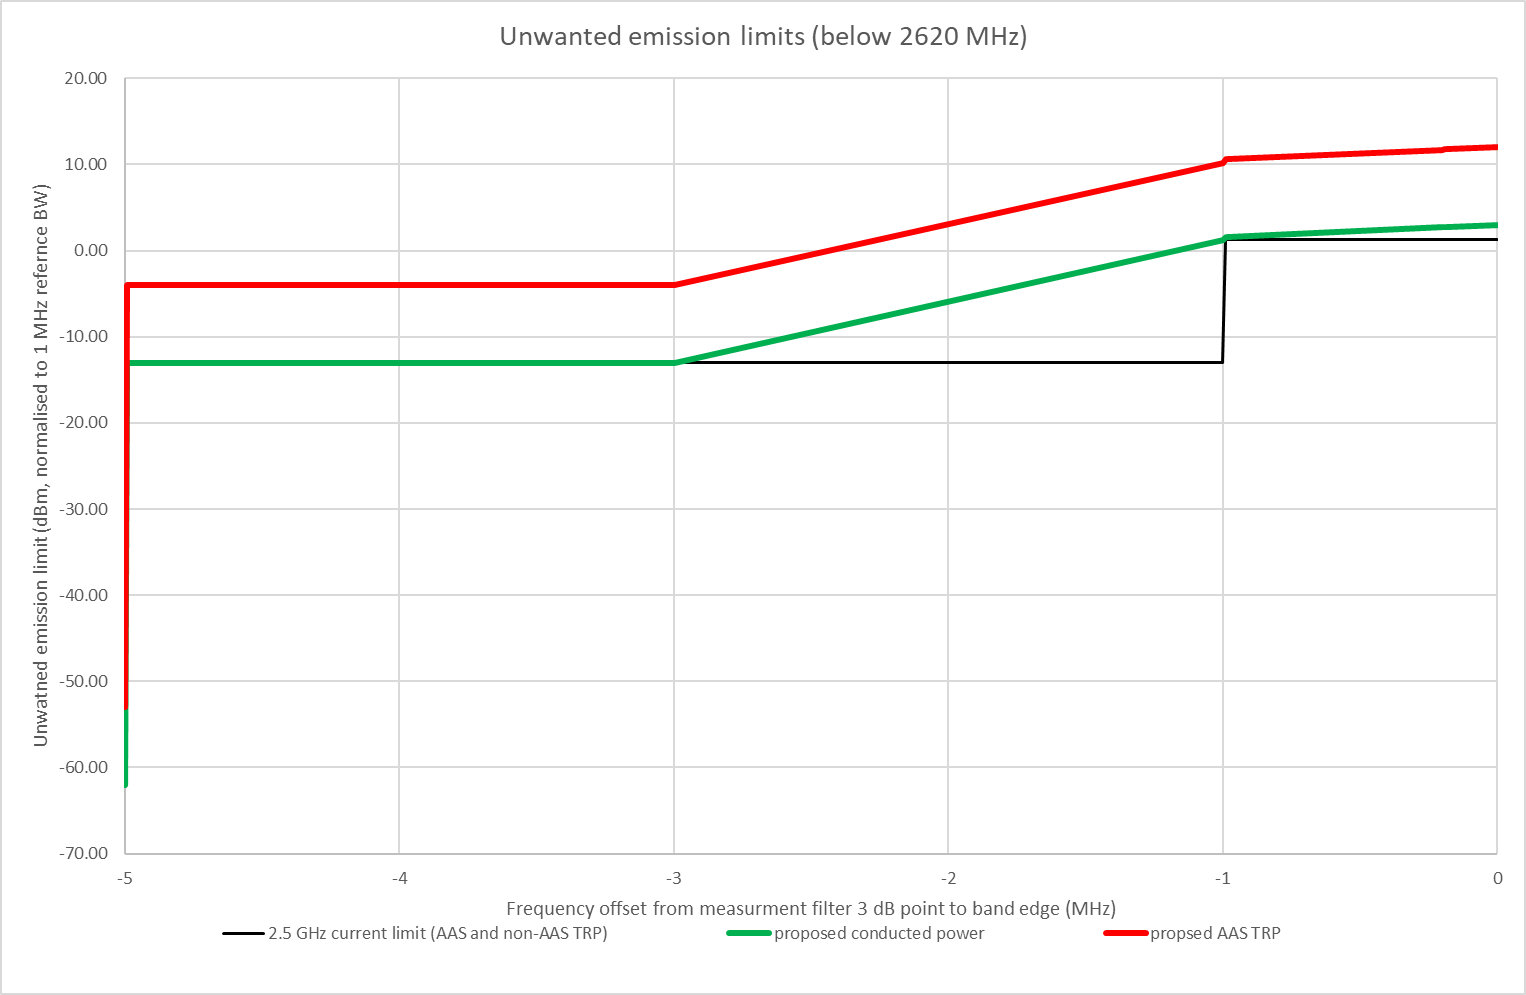 Unwanted emission limits (below 2620 MHz)
20.00
10.00
0.00
-10.00
-20.00
-30.00
-40.00
-50.00
-60.00
-70.00
Unwatned emission limit (dBm, normalised to 1 MHz refernce BW)
-5 -4 -3 -2 -1 0
Frequency offset from measurment filter 3 dB point to band edge (MHz)
2.5 GHz current limit (AAS and non-AAS TRP) proposed conducted power propsed AAS TRP